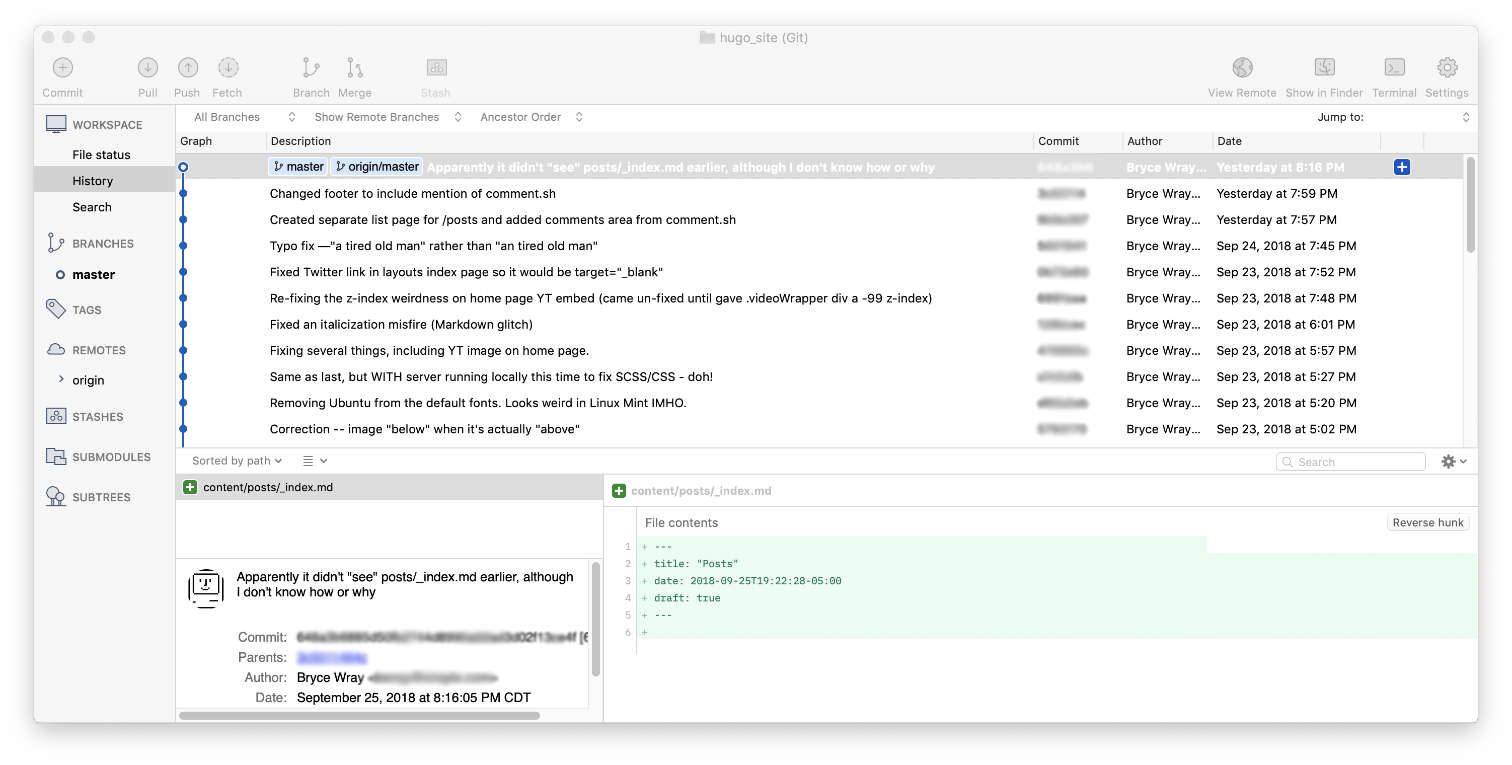 hugo_site (Git)
Commit Pull Push Fetch Branch Merge Stash View Remote Show in Finder Terminal Settings
WORKSPACE
File status
History
Search
BRANCHES
master
TAGS
REMOTES
origin
STASHES
SUBMODULES
SUBTREES
All Branches Show Remote Branches Ancestor Order Jump to:
Graph Description Commit Author Date
master origin/master Apparently it didn't "see" posts/_index.md earlier, although I don't know how or why Bryce Wray... Yesterday at 8:16 PM
Changed footer to include mention of comment.sh Bryce Wray... Yesterday at 7:59 PM
Created separate list page for /posts and added comments area from comment.sh Bryce Wray... Yesterday at 7:57 PM
Typo fix —"a tired old man" rather than "an tired old man" Bryce Wray... Sep 24, 2018 at 7:45 PM
Fixed Twitter link in layouts index page so it would be target="_blank" Bryce Wray... Sep 23, 2018 at 7:52 PM
Re-fixing the z-index weirdness on home page YT embed (came un-fixed until gave .videoWrapper div a -99 z-index) Bryce Wray... Sep 23, 2018 at 7:48 PM
Fixed an italicization misfire (Markdown glitch) Bryce Wray... Sep 23, 2018 at 6:01 PM
Fixing several things, including YT image on home page. Bryce Wray... Sep 23, 2018 at 5:57 PM
Same as last, but WITH server running locally this time to fix SCSS/CSS - doh! Bryce Wray... Sep 23, 2018 at 5:27 PM
Removing Ubuntu from the default fonts. Looks weird in Linux Mint IMHO. Bryce Wray... Sep 23, 2018 at 5:20 PM
Correction -- image "below" when it's actually "above" Bryce Wray... Sep 23, 2018 at 5:02 PM
Sorted by path Search
content/posts/_index.md
Apparently it didn't "see" posts/_index.md earlier, although
I don't know how or why
Commit:
Parents:
Author: Bryce Wray
Date: September 25, 2018 at 8:16:05 PM CDT
content/posts/_index.md
File contents Reverse hunk
1 + ---
2 + title: "Posts"
3 + date: 2018-09-25T19:22:28-05:00
4 + draft: true
5 + ---
6 +